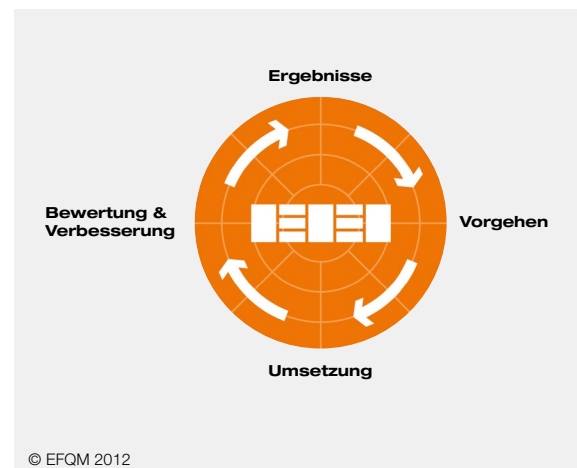 Ergebnisse
Bewertung &
Verbesserung
Vorgehen
Umsetzung
© EFQM 2012